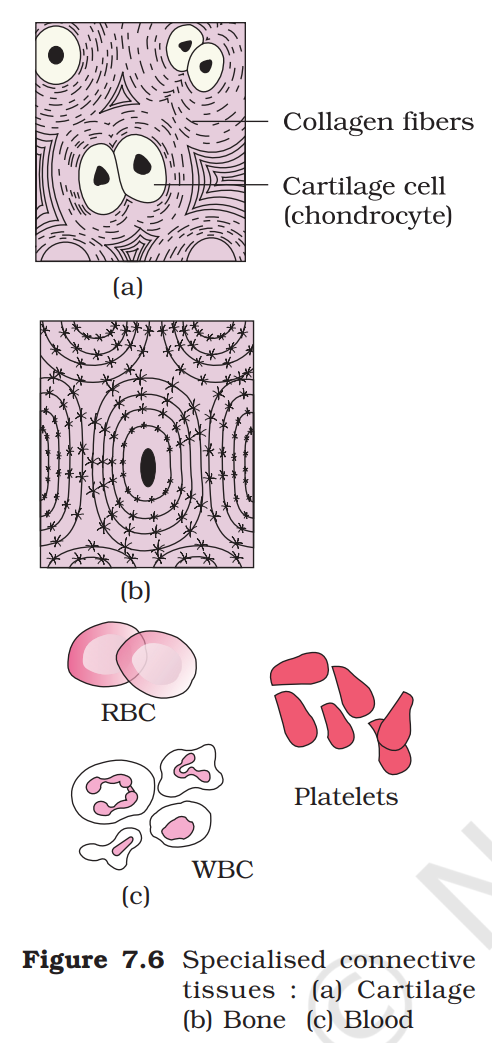 Collagen fibers
Cartilage cell
(chondrocyte)
(a)
(b)
RBC
Platelets
WBC
(c)
Figure 7.6 Specialised connective
tissues : (a) Cartilage
(b) Bone (c) Blood
© N